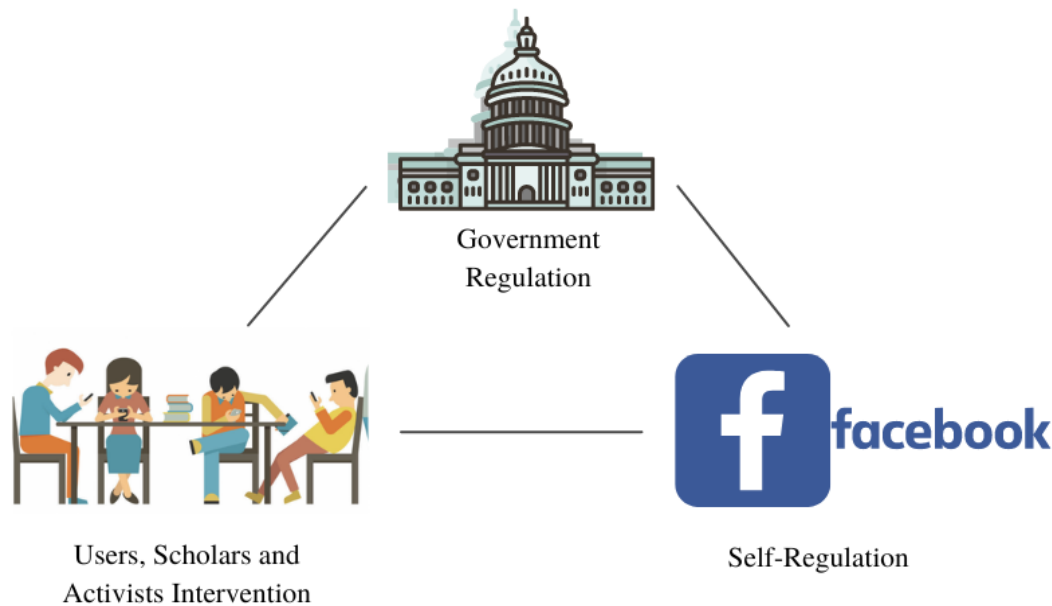 Government
Regulation
facebook
Users, Scholars and
Activists Intervention
Self-Regulation